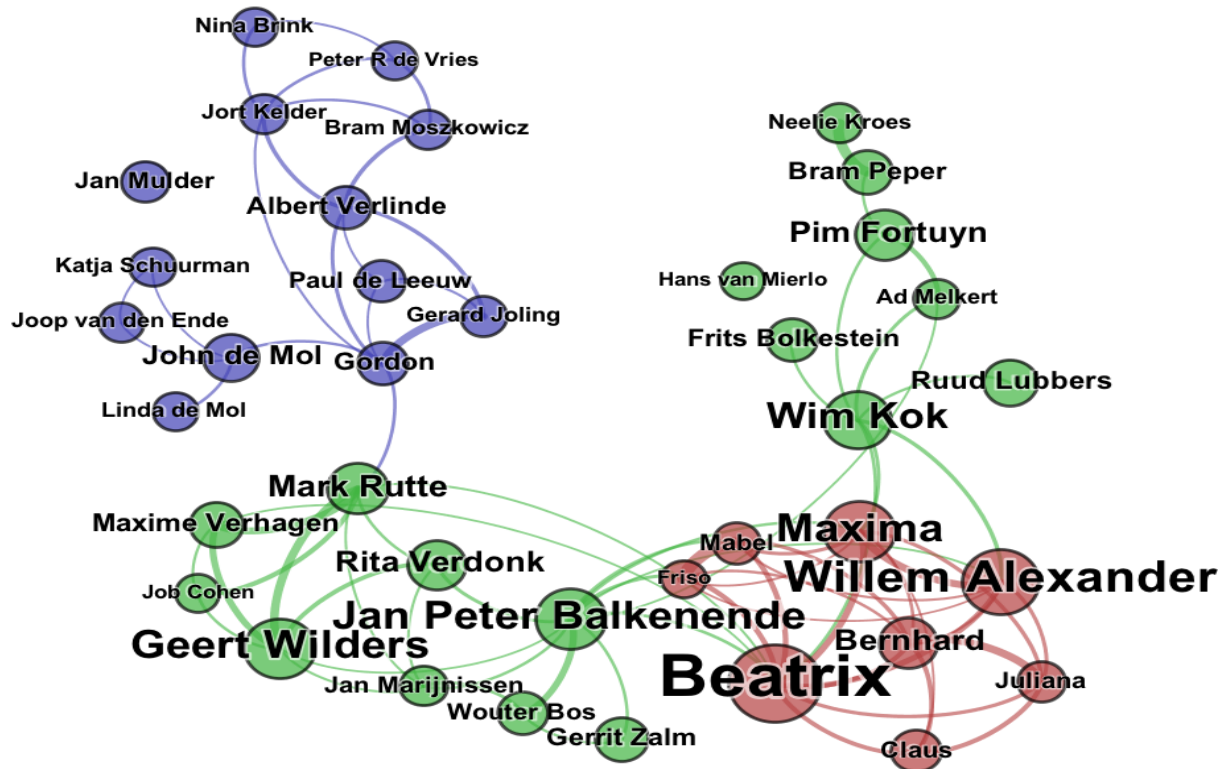 Nina Brink
Peter R de Vries
Jort Kelder
Bram Moszkowicz
Neelie Kroes
Bram Peper
Jan Mulder
Albert Verlinde
Pim Fortuyn
Katja Schuurman
Paul de Leeuw
Hans van Mierlo
Ad Melkert
Joop van den Ende
Gerard Joling
Frits Bolkestein
John de Mol
Gordon
Ruud Lubbers
Linda de Mol
Wim Kok
Mark Rutte
Maxime Verhagen
Maxima
Mabel
Rita Verdonk
Friso
Willem Alexander
Job Cohen
Jan Peter Balkenende
Geert Wilders
Bernhard
Beatrix
Juliana
Jan Marijnissen
Wouter Bos
Gerrit Zalm
Claus